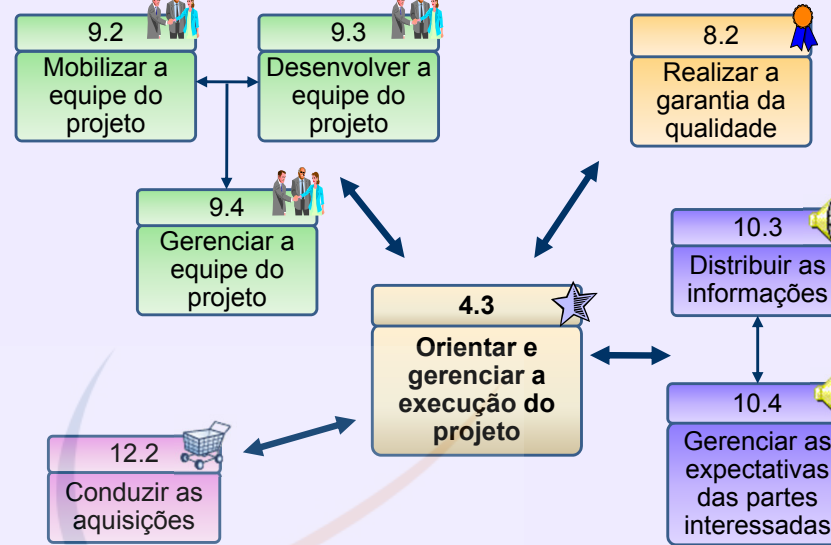 9.2
Mobilizar a
equipe do
projeto
9.3
Desenvolver a
equipe do
projeto
8.2
Realizar a
garantia da
qualidade
9.4
Gerenciar a
equipe do
projeto
10.3
Distribuir as
informações
4.3
Orientar e
gerenciar a
execução do
projeto
10.4
Gerenciar as
expectativas
das partes
interessadas
12.2
Conduzir as
aquisições